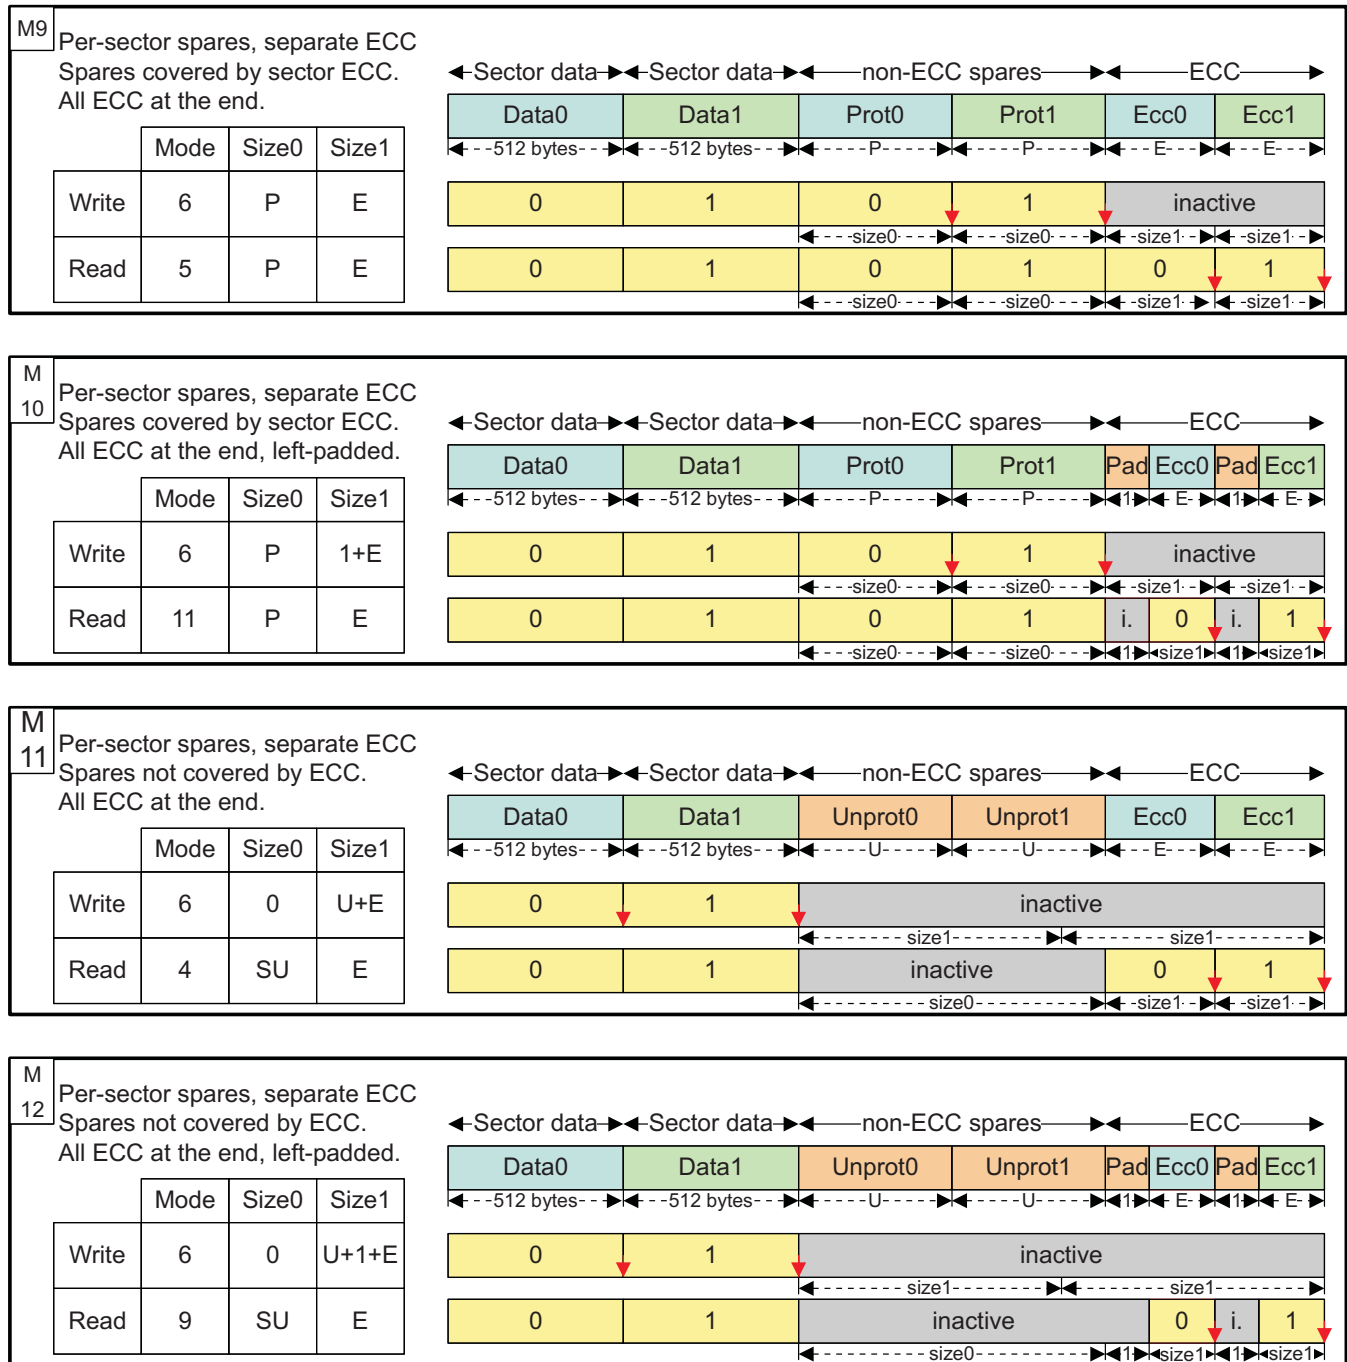 M9
Per-sector spares, separate ECC
Spares covered by sector ECC.
All ECC at the end.
Mode Size0 Size1
Write 6 P E
Read 5 P E
Sector data Sector data non-ECC spares ECC
Data0 Data1 Prot0 Prot1 Ecc0 Ecc1
512 bytes 512 bytes P P E E
0 1 0 1 inactive
size0 size0 size1 size1
0 1 0 1 0 1
size0 size0 size1 size1
M
10
Per-sector spares, separate ECC
Spares covered by sector ECC.
All ECC at the end, left-padded.
Mode Size0 Size1
Write 6 P 1+E
Read 11 P E
Sector data Sector data non-ECC spares ECC
Data0 Data1 Prot0 Prot1 Pad Ecc0 Pad Ecc1
512 bytes 512 bytes P P 1 E 1 E
0 1 0 1 inactive
size0 size0 size1 size1
0 1 0 1 i. 0 i. 1
size0 size0 1 size1 1 size1
M
11
Per-sector spares, separate ECC
Spares not covered by ECC.
All ECC at the end.
Mode Size0 Size1
Write 6 0 U+E
Read 4 SU E
Sector data Sector data non-ECC spares ECC
Data0 Data1 Unprot0 Unprot1 Ecc0 Ecc1
512 bytes 512 bytes U U E E
0 1 inactive
size1 size1
0 1 inactive 0 1
size0 size1 size1
M
12
Per-sector spares, separate ECC
Spares not covered by ECC.
All ECC at the end, left-padded.
Mode Size0 Size1
Write 6 0 U+1+E
Read 9 SU E
Sector data Sector data non-ECC spares ECC
Data0 Data1 Unprot0 Unprot1 Pad Ecc0 Pad Ecc1
512 bytes 512 bytes U U 1 E 1 E
0 1 inactive
size1 size1
0 1 inactive 0 i. 1
size0 1 size1 1 size1